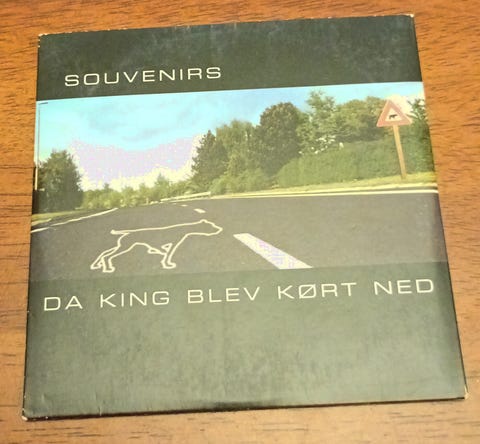 SOUVENIRS
DA KING BLEV KØRT NED